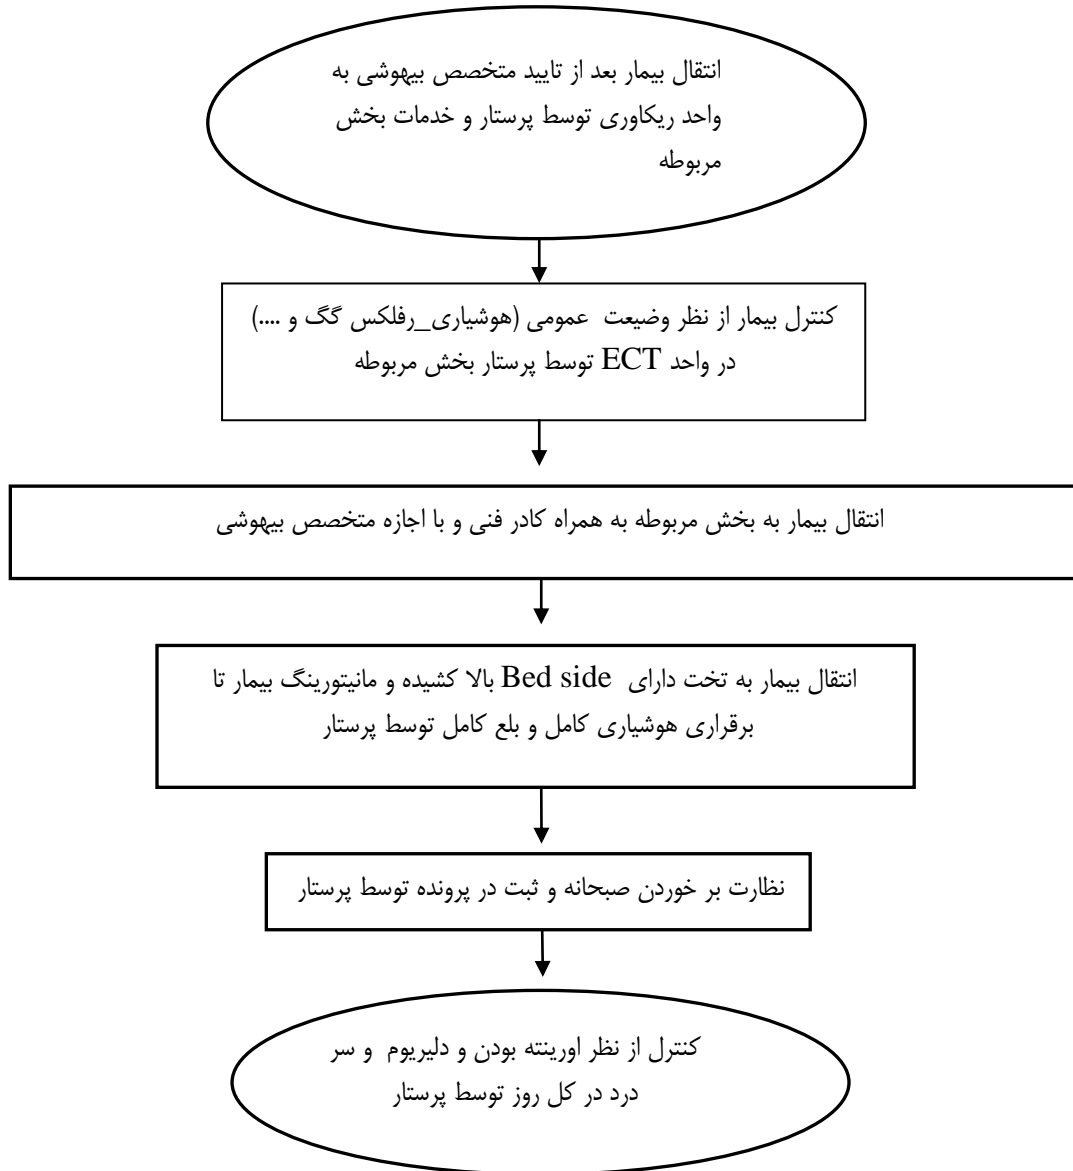 انتقال بیمار بعد از تایید متخصص بیهوشی به
واحد ریکاوری توسط پرستار و خدمات بخش
مربوطه
کنترل بیمار از نظر وضیعت عمومی (هوشیاری_رفلکس گگ و ....)
در واحد ECT توسط پرستار بخش مربوطه
انتقال بیمار به بخش مربوطه به همراه کادر فنی و با اجازه متخصص بیهوشی
انتقال بیمار به تخت دارای Bed side بالا کشیده و مانیتورینگ بیمار تا
برقراری هوشیاری کامل و بلع کامل توسط پرستار
نظارت بر خوردن صبحانه و ثبت در پرونده توسط پرستار
کنترل از نظر اورینته بودن و دلیریوم و سر
درد در کل روز توسط پرستار